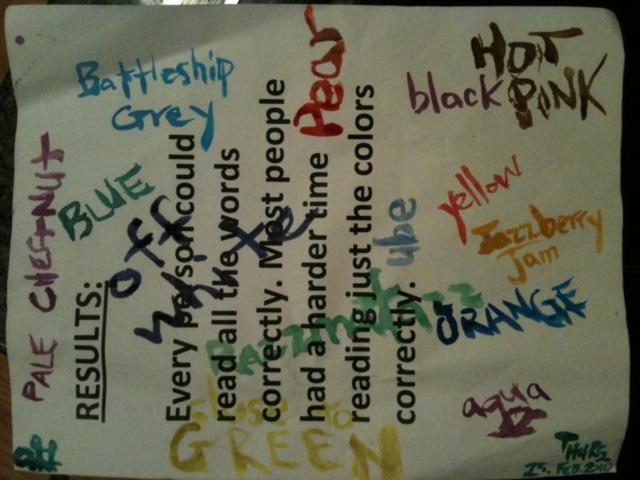 RESULTS:
Every person could
read all the words
correctly. Most people
had a harder time
reading just the colors
correctly.
Battleship
Grey
HOT
PINK
black
Pear
PALE CHESTNUT
BLUE
off
white
yellow
Jazzberry
Jam
ube
Razzmatazz
ORANGE
GREEN
aqua
THURS
25. FEB. 2010